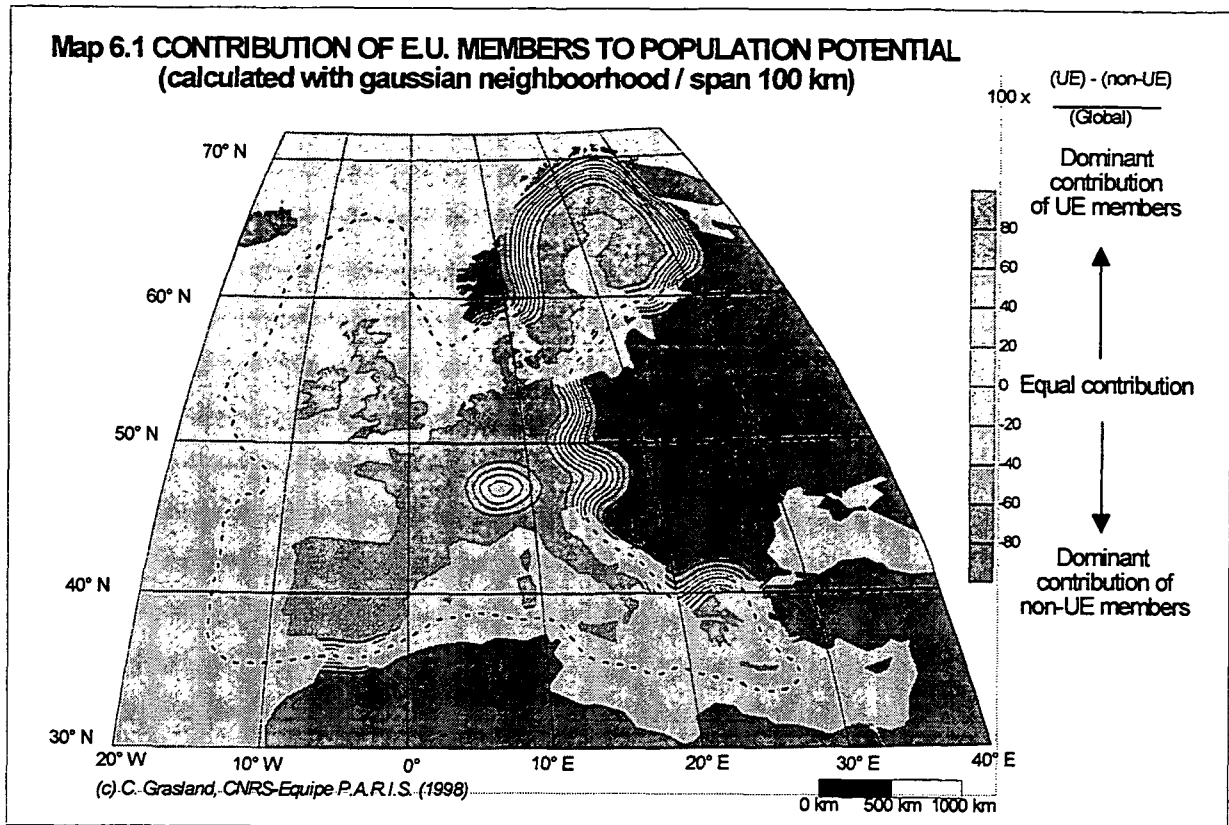 Map 6.1 CONTRIBUTION OF E.U. MEMBERS TO POPULATION POTENTIAL
(calculated with gaussian neighboorhood / span 100 km)
100 x
(UE) - (non-UE)
(Global)
Dominant
contribution
of UE members
80
60
40
20
0
-20
-40
-60
-80
Equal contribution
Dominant
contribution of
non-UE members
70° N
60° N
50° N
40° N
30° N
20° W
10° W
0°
10° E
20° E
30° E
40° E
(c) C. Grasland, CNRS-Equipe P.A.R.I.S. (1998)
0 km 500 km 1000 km